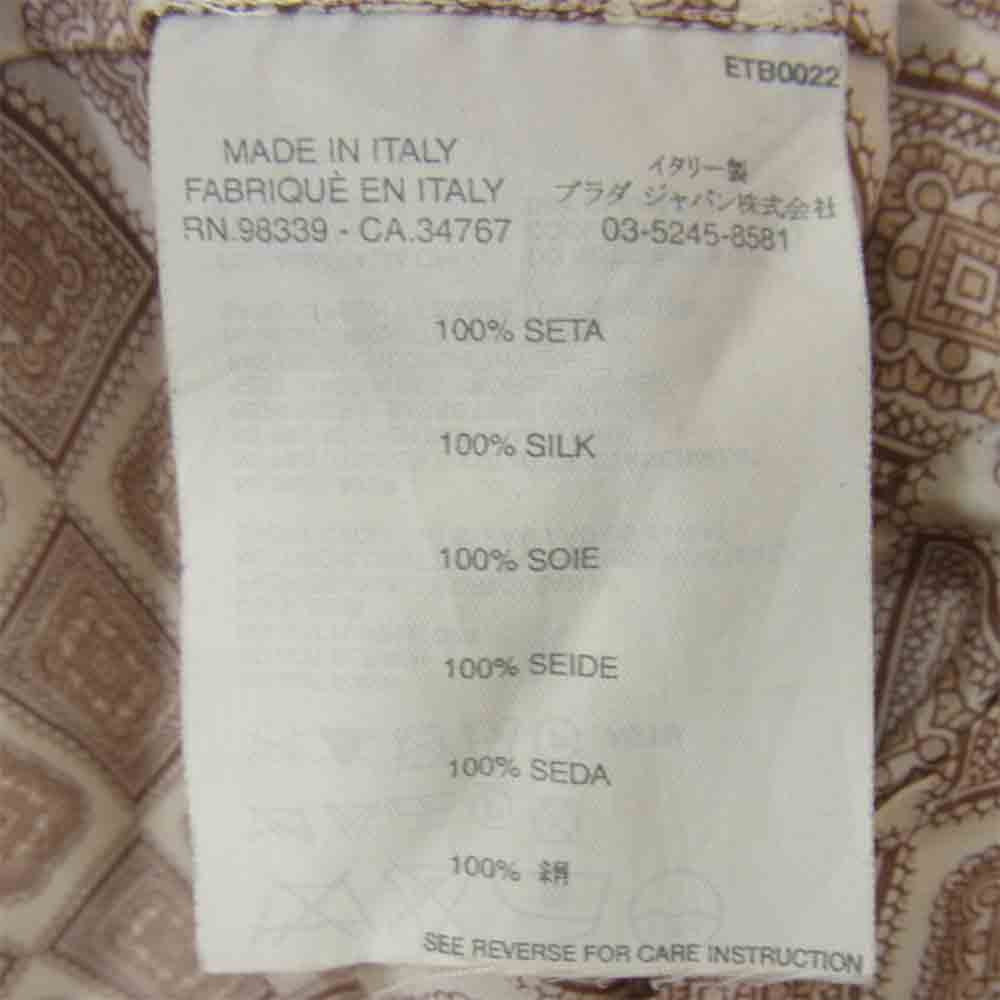 ETB0022
MADE IN ITALY
FABRIQUÈ EN ITALY
RN.98339 - CA.34767
イタリー製
プラダ ジャパン株式会社
03-5245-8581
100% SETA
100% SILK
100% SOIE
100% SEIDE
100% SEDA
100% 絹
SEE REVERSE FOR CARE INSTRUCTION